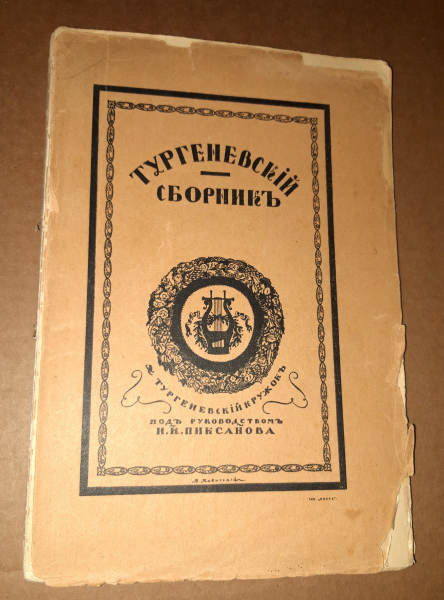 ТУРГЕНЕВСКІЙ
СБОРНИКЪ
ТУРГЕНЕВСКІЙ КРУЖОКЪ
ПОДЪ РУКОВОДСТВОМЪ
Н.К.ПИКСАНОВА